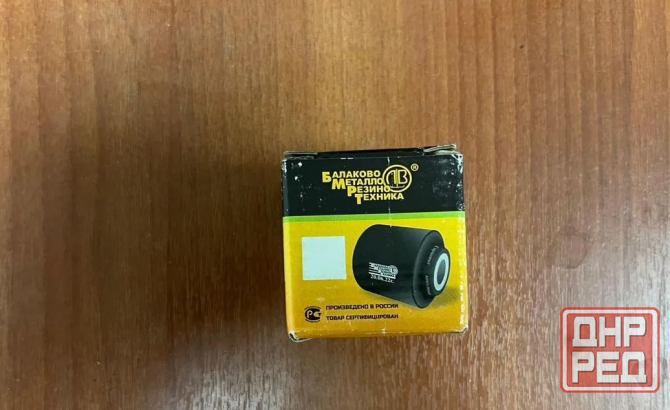 БАЛАКОВО
МЕТАЛЛО
РЕЗИНО
ТЕХНИКА
®
ПРОИЗВЕДЕНО В РОССИИ
ТОВАР СЕРТИФИЦИРОВАН
ДНР
РЕД